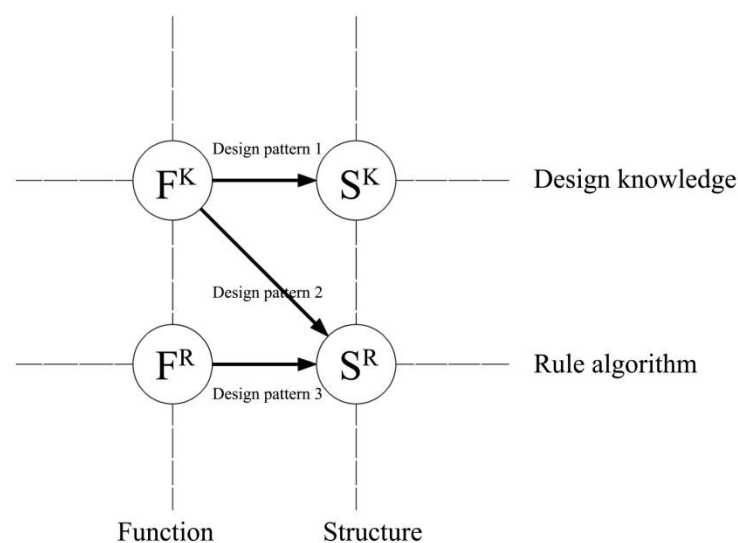 Design pattern 1
F^K
S^K
Design knowledge
Design pattern 2
F^R
S^R
Rule algorithm
Design pattern 3
Function
Structure